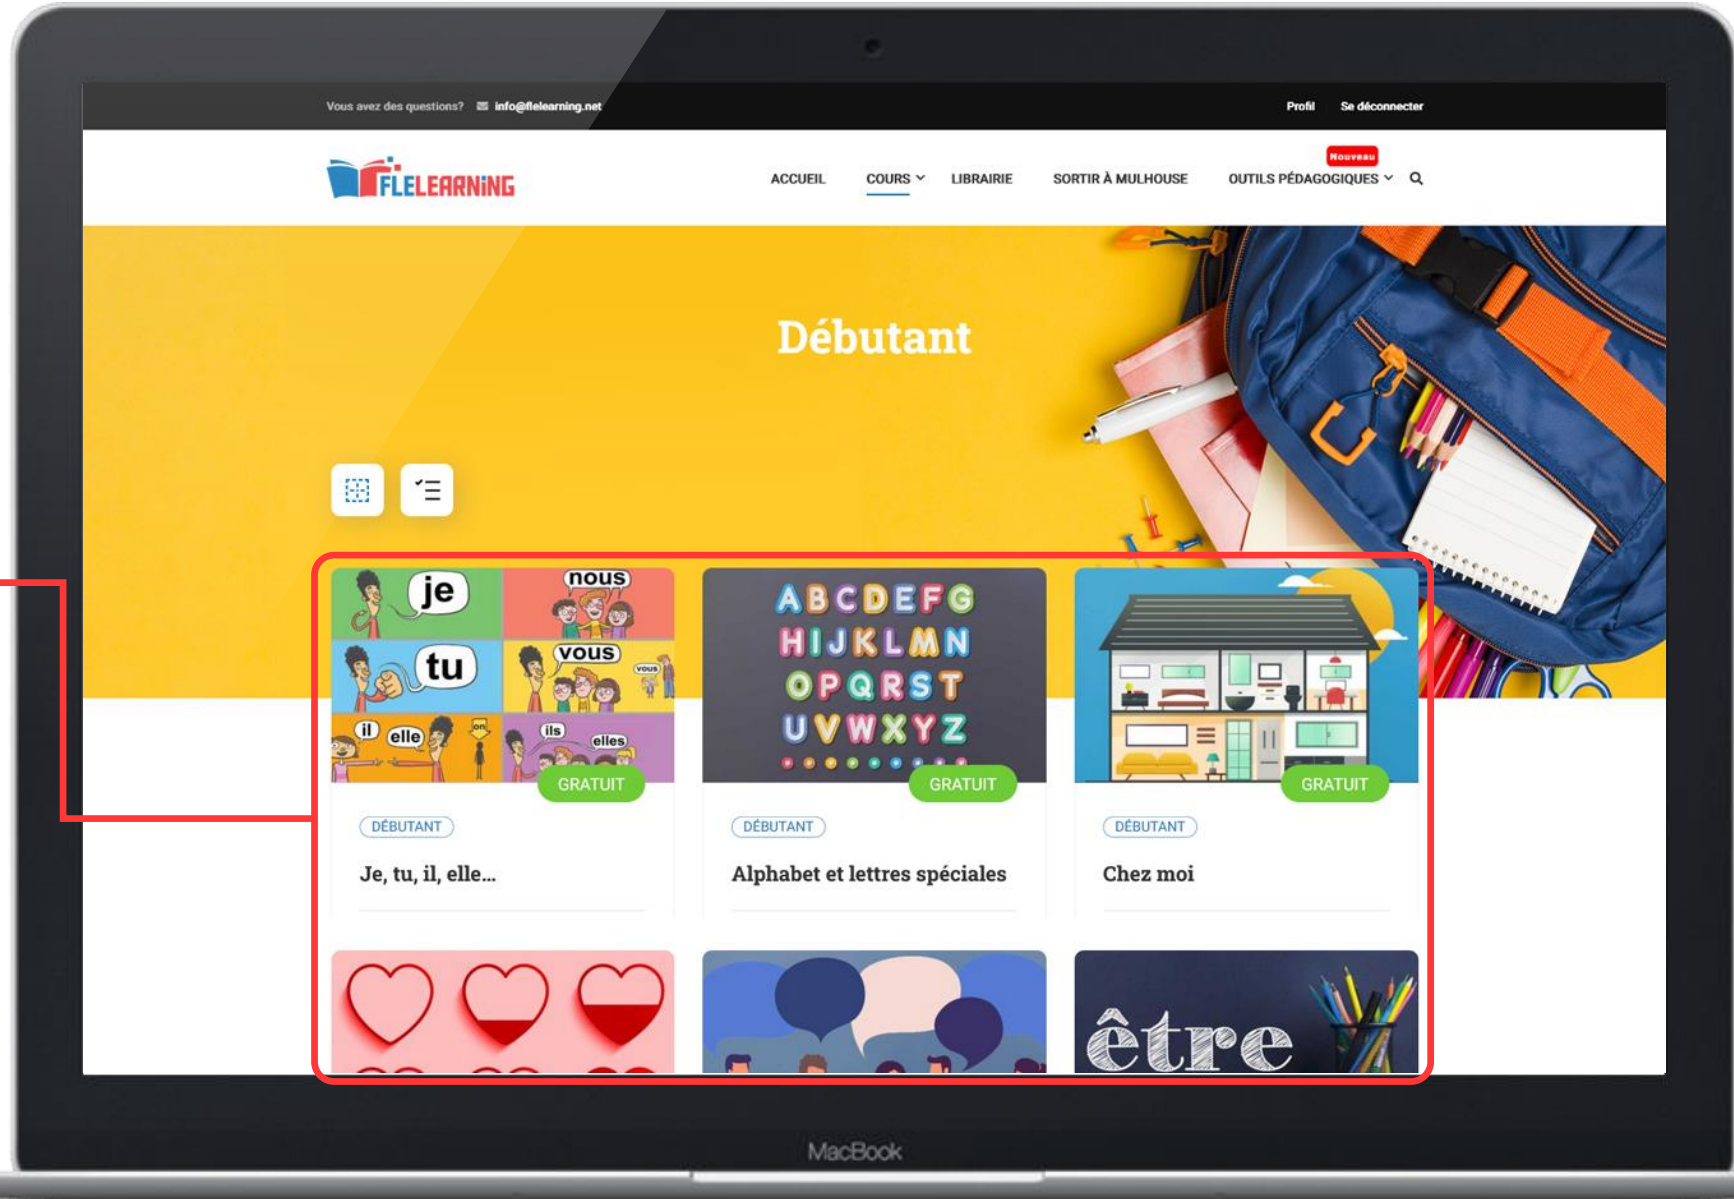 Vous avez des questions? info@flelearning.net
Profil Se déconnecter
FLELEARNiNG
ACCUEIL COURS LIBRAIRIE SORTIR À MULHOUSE OUTILS PÉDAGOGIQUES
Nouveau
Débutant
je
nous
tu
vous
vous
il elle
on
ils
elles
GRATUIT
DÉBUTANT
Je, tu, il, elle...
ABCDEFG
HIJKLMN
OPQRST
UVWXYZ
GRATUIT
DÉBUTANT
Alphabet et lettres spéciales
GRATUIT
DÉBUTANT
Chez moi
être
MacBook